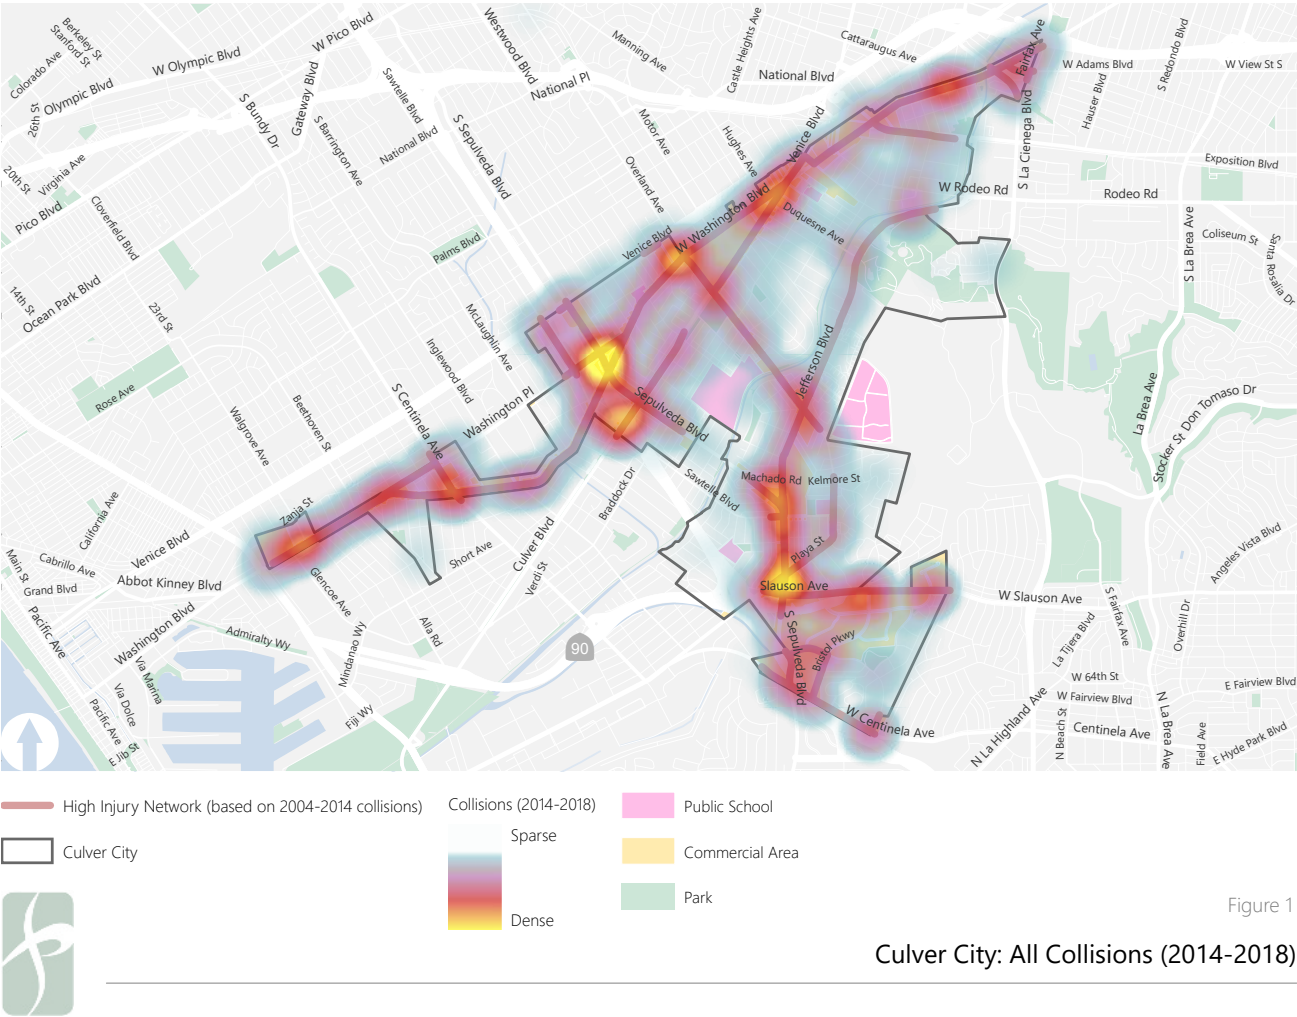 Berkeley St
Stanford St
Colorado Ave
W Olympic Blvd
W Pico Blvd
Olympic Blvd
26th St
20th St
Virginia Ave
Pico Blvd
Cloverfield Blvd
S Bundy Dr
Gateway Blvd
S Barrington Ave
Sawtelle Blvd
National Blvd
Westwood Blvd
National Pl
S Sepulveda Blvd
Manning Ave
Castle Heights Ave
National Blvd
Cattaraugus Ave
Motor Ave
Overland Ave
Hughes Ave
Venice Blvd
Fairfax Ave
W Adams Blvd
Hauser Blvd
S Redondo Blvd
W View St S
S La Cienega Blvd
Exposition Blvd
W Rodeo Rd
Rodeo Rd
S La Brea Ave
Coliseum St
Santa Rosalia Dr
Palms Blvd
Venice Blvd
W Washington Blvd
Duquesne Ave
14th St
Ocean Park Blvd
23rd St
McLaughlin Ave
Inglewood Blvd
Jefferson Blvd
Rose Ave
Walgrove Ave
Beethoven St
S Centinela Ave
Washington Pl
Sepulveda Blvd
La Brea Ave
Don Tomaso Dr
Stocker St
Machado Rd
Kelmore St
Sawtelle Blvd
Braddock Dr
Zanja St
California Ave
Venice Blvd
Culver Blvd
Short Ave
Verdi St
Playa St
Slauson Ave
W Slauson Ave
Angeles Vista Blvd
Main St
Cabrillo Ave
Grand Blvd
Abbot Kinney Blvd
Glencoe Ave
Pacific Ave
Washington Blvd
Admiralty Wy
Alla Rd
Mindanao Wy
90
S Sepulveda Blvd
Bristol Pkwy
S Fairfax Ave
La Tijera Blvd
Overhill Dr
Via Marina
Via Dolce
Pacific Ave
E Jib St
Fiji Wy
W Centinela Ave
W 64th St
W Fairview Blvd
E Fairview Blvd
N La Highland Ave
N Beach St
Centinela Ave
N La Brea Ave
Field Ave
E Hyde Park Blvd
High Injury Network (based on 2004-2014 collisions)
Culver City
Collisions (2014-2018)
Sparse
Dense
Public School
Commercial Area
Park
Figure 1
Culver City: All Collisions (2014-2018)